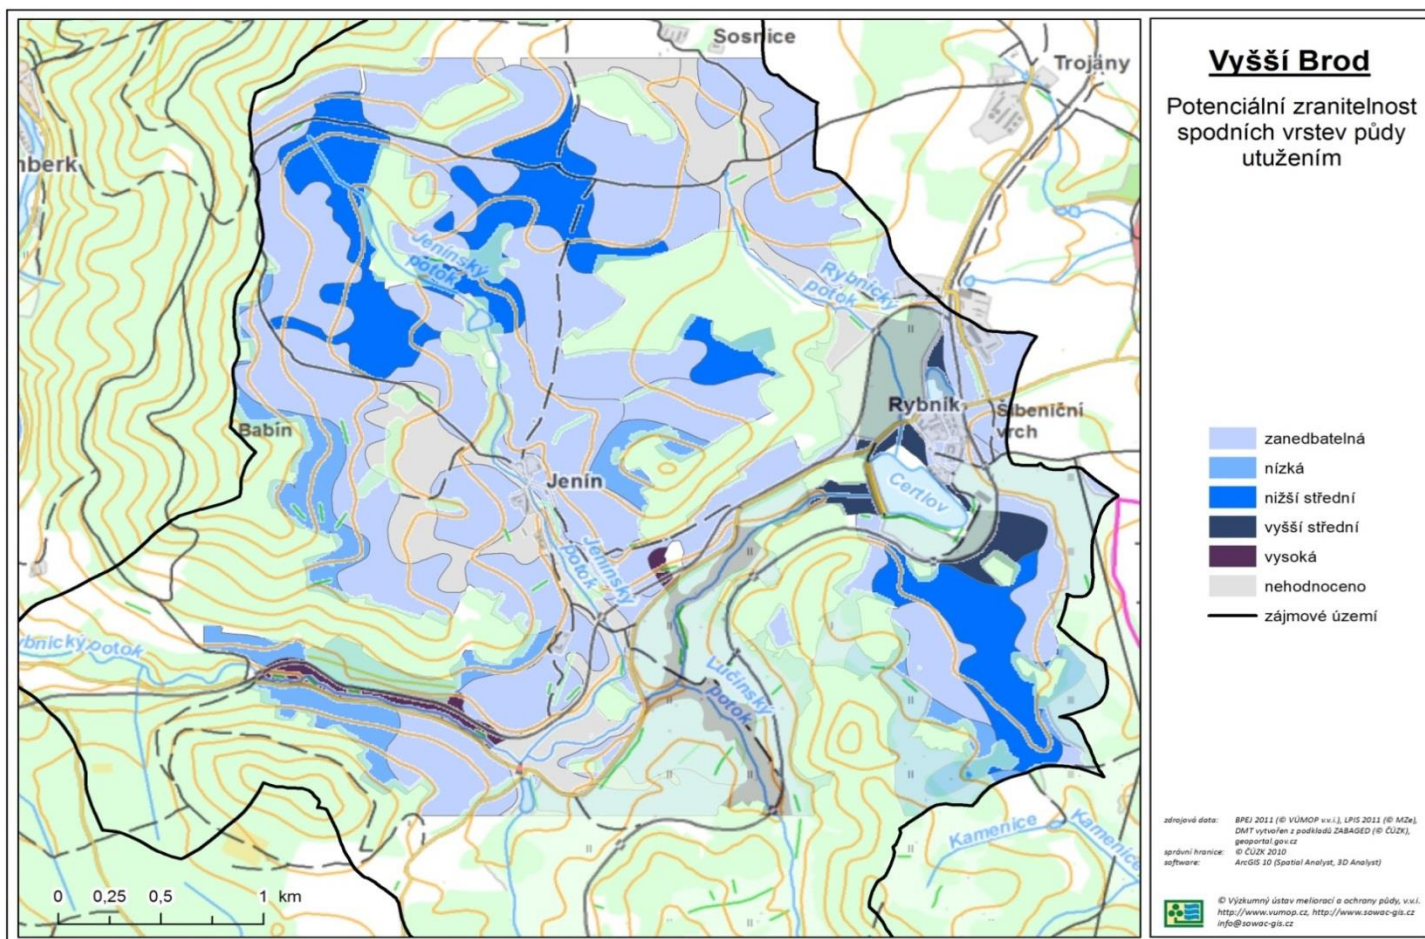 Vyšší Brod
Potenciální zranitelnost
spodních vrstev půdy
utužením
zanedbatelná
nízká
nižší střední
vyšší střední
vysoká
nehodnoceno
zájmové území
zdrojová data: BPEJ 2011 (© VÚMOP v.v.i.), LPIS 2011 (© MZe),
DMT vytvořen z podkladů ZABAGED (© ČÚZK),
geoportal.gov.cz
správní hranice: © ČÚZK 2010
software: ArcGIS 10 (Spatial Analyst, 3D Analyst)
© Výzkumný ústav meliorací a ochrany půdy, v.v.i.
http://www.vumop.cz, http://www.sowac-gis.cz
info@sowac-gis.cz
Sosnice
Trojány
mberk
Jenínský
potok
Rybnický
potok
Rybník
Šibeniční
vrch
Babín
Jenín
Čertlov
Jenínský
potok
ybnický potok
Lučinský
potok
Kamenice
Kamenice
0 0,25 0,5 1 km